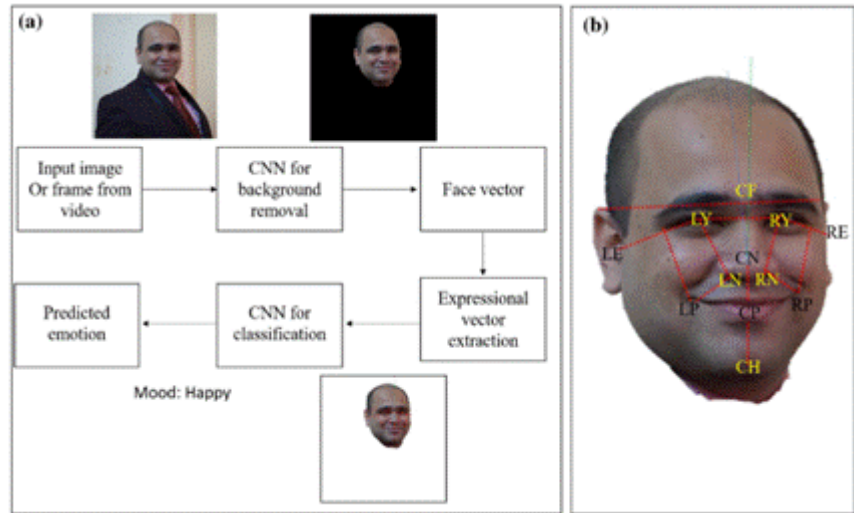 (a)
Input image
Or frame from
video
CNN for
background
removal
Face vector
Predicted
emotion
CNN for
classification
Expressional
vector
extraction
Mood: Happy
(b)
CF
LY RY
RE
LE
CN
LN RN
LP CP RP
CH